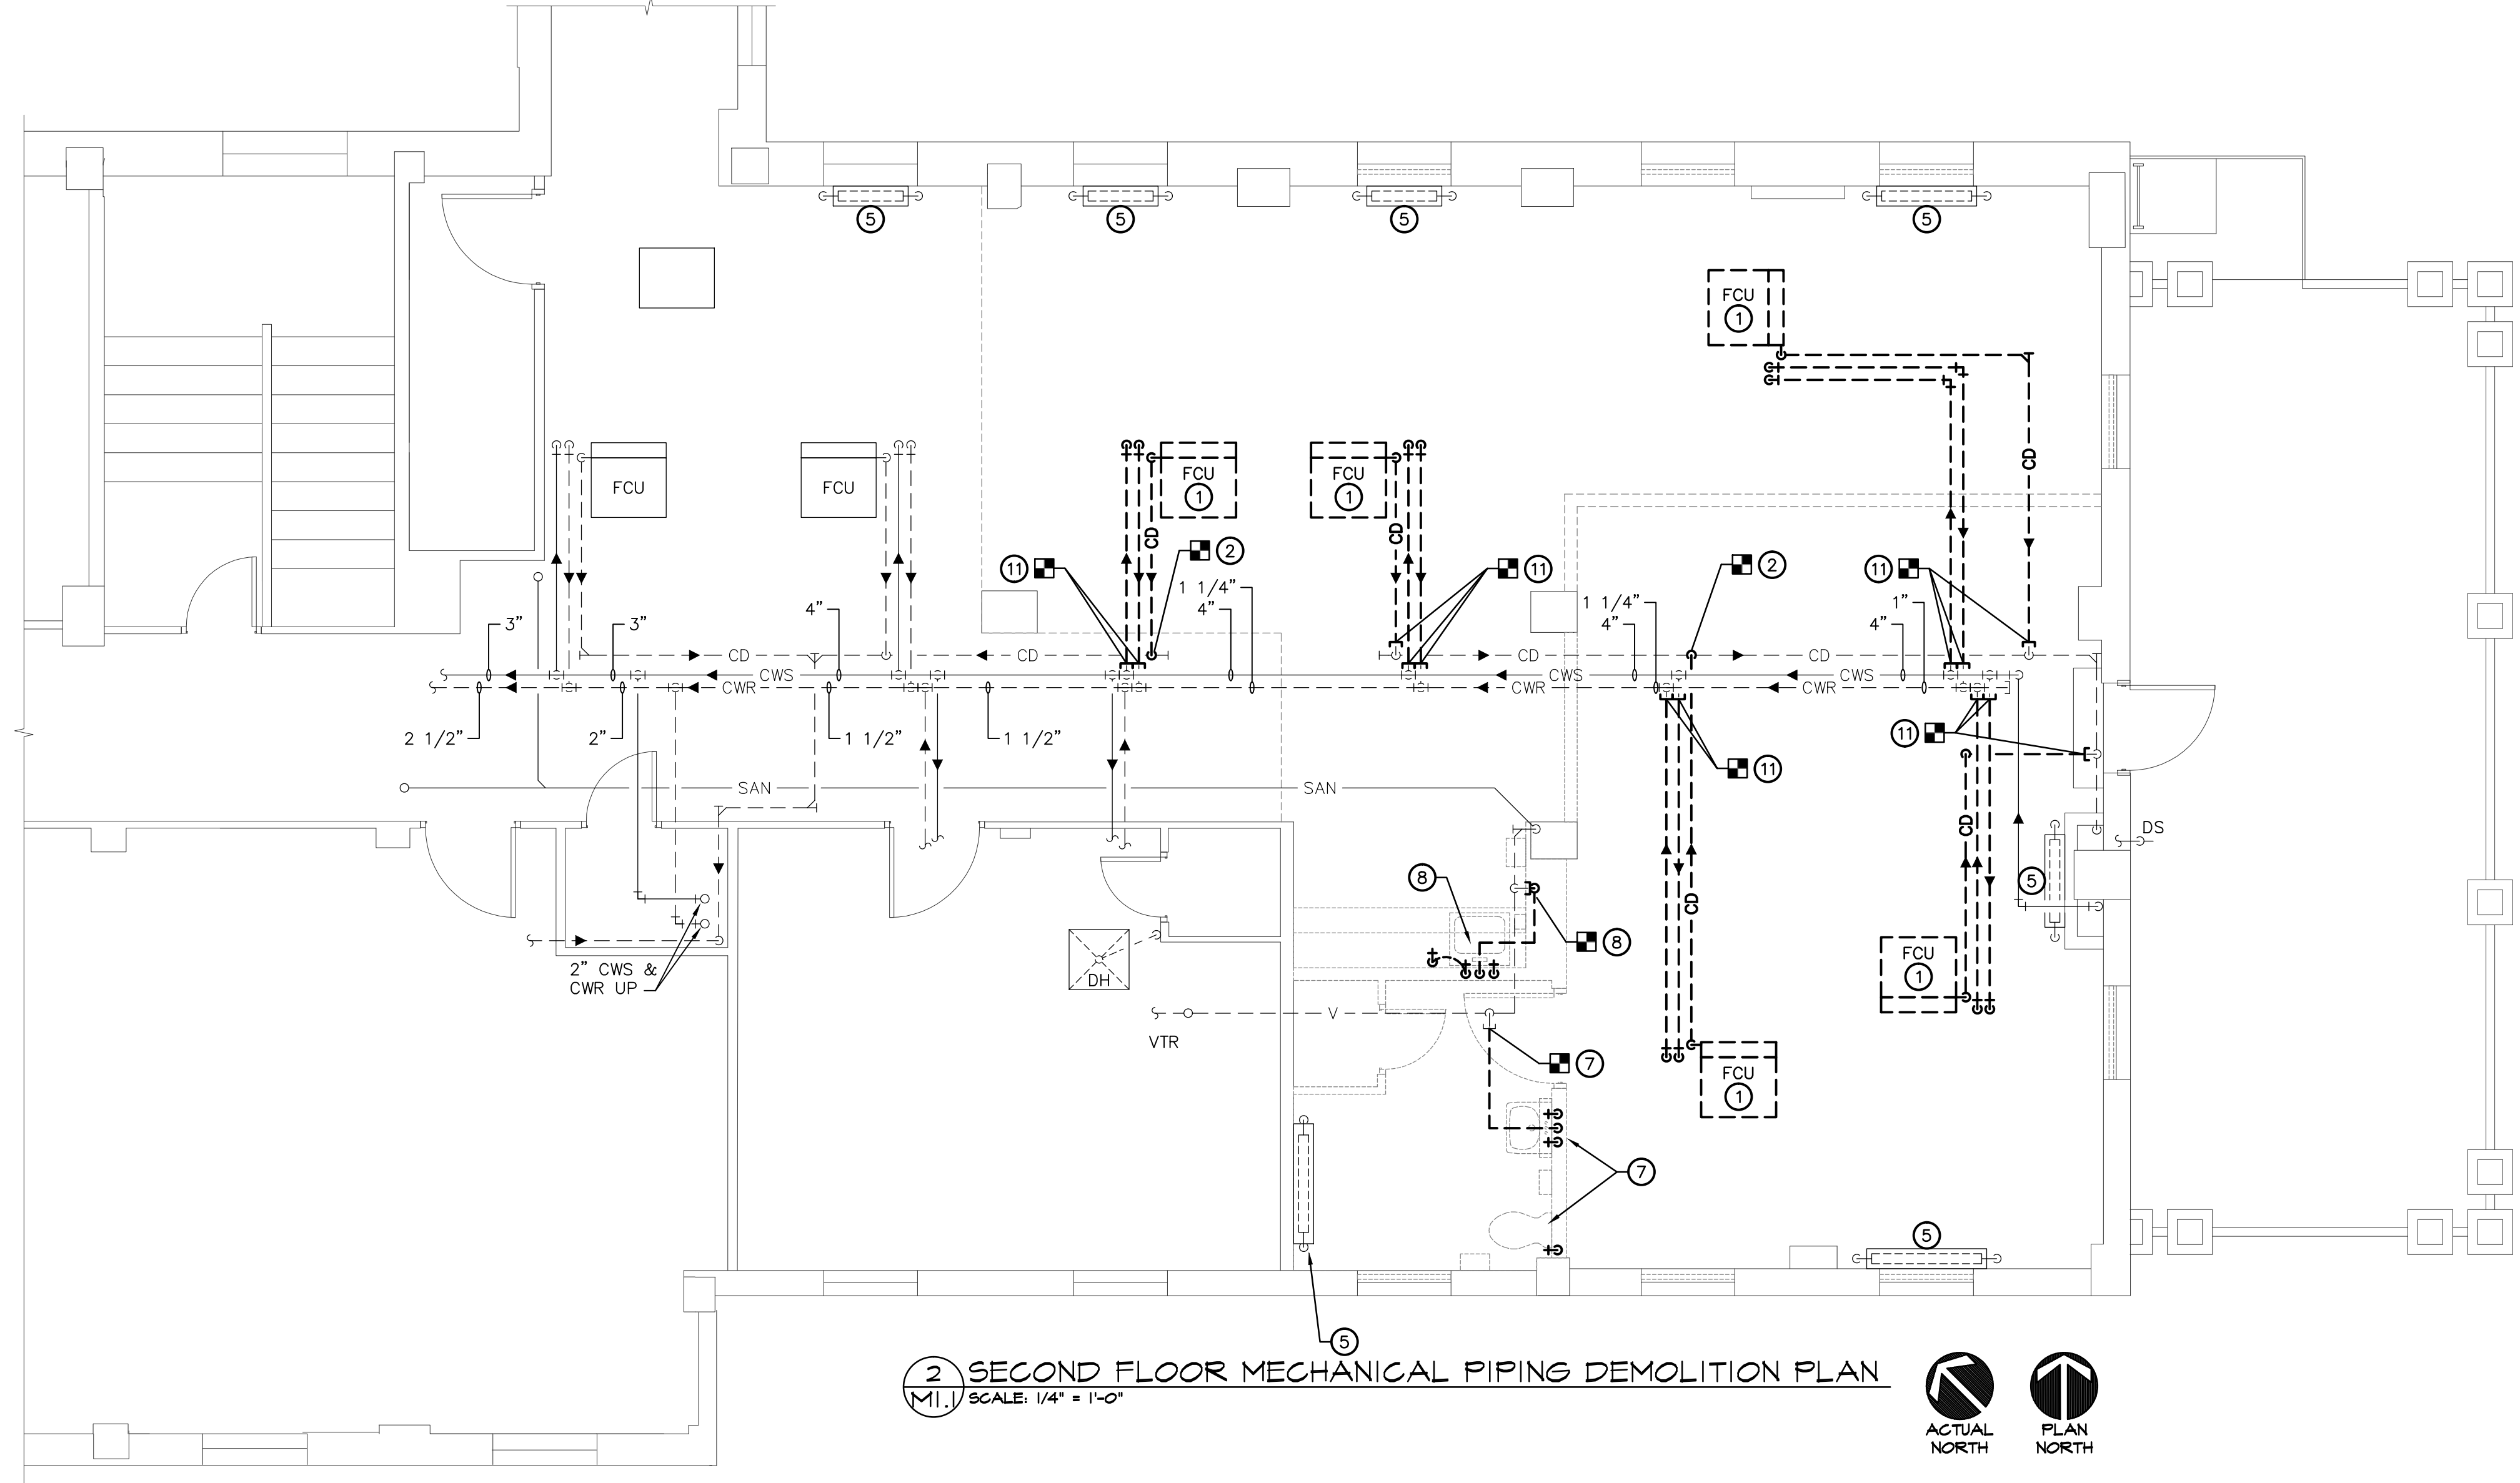 5
5
5
5
FCU
1
CD
FCU
FCU
FCU
1
FCU
1
CD
CD
11
2
11
2
11
1 1/4"
4"
3"
3"
4"
1 1/4"
4"
1"
4"
CD
CD
CD
CD
CWS
CWS
CWS
CWR
CWR
CWR
2 1/2"
2"
1 1/2"
1 1/2"
11
11
SAN
SAN
CD
DS
8
5
CD
8
FCU
1
2" CWS &
CWR UP
DH
V
VTR
7
FCU
1
7
5
5
2
M1.1
SECOND FLOOR MECHANICAL PIPING DEMOLITION PLAN
SCALE: 1/4" = 1'-0"
ACTUAL
NORTH
PLAN
NORTH